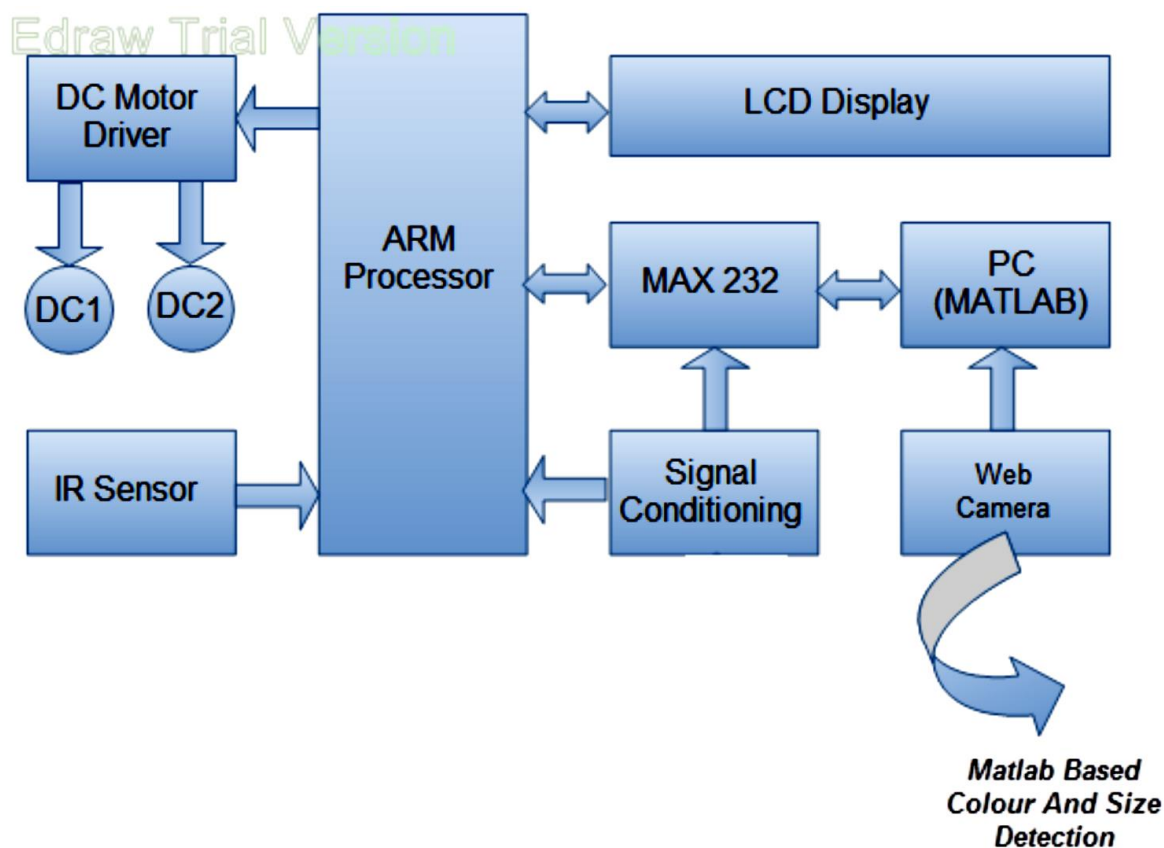 Edraw Trial Version
DC Motor
Driver
LCD Display
ARM
Processor
MAX 232
PC
(MATLAB)
DC1
DC2
IR Sensor
Signal
Conditioning
Web
Camera
Matlab Based
Colour And Size
Detection